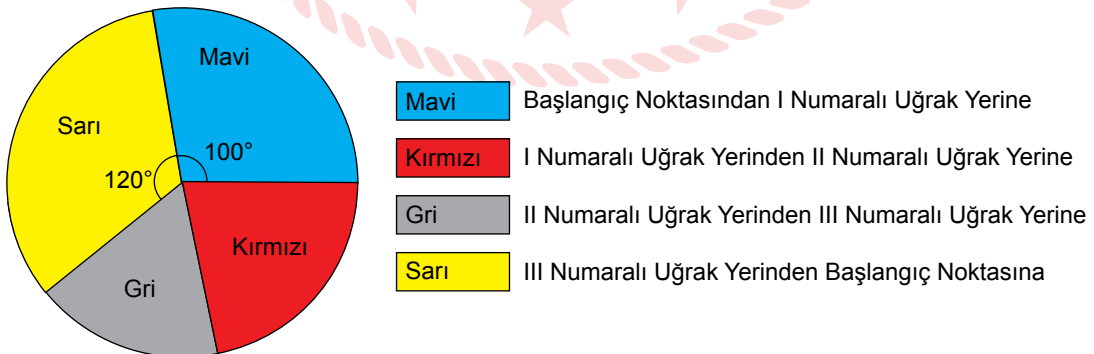 Mavi
Sarı
100°
120°
Kırmızı
Gri
Mavi Başlangıç Noktasından I Numaralı Uğrak Yerine
Kırmızı I Numaralı Uğrak Yerinden II Numaralı Uğrak Yerine
Gri II Numaralı Uğrak Yerinden III Numaralı Uğrak Yerine
Sarı III Numaralı Uğrak Yerinden Başlangıç Noktasına